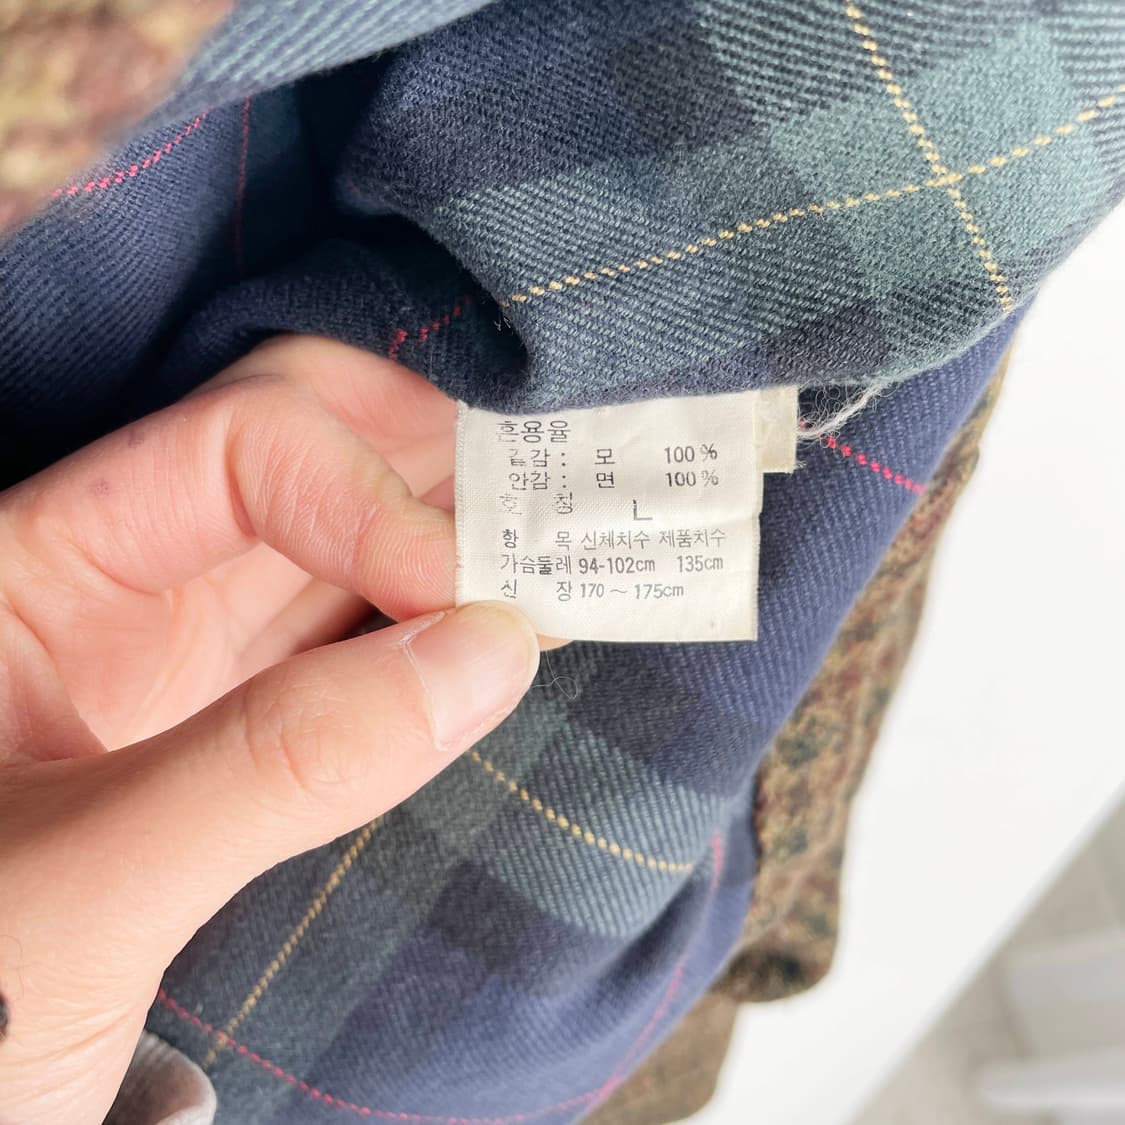 혼용율
겉감 : 모 100 %
안감 : 면 100 %
호 칭 L
항 목 신체치수 제품치수
가슴둘레 94-102cm 135cm
신 장 170 ~ 175cm